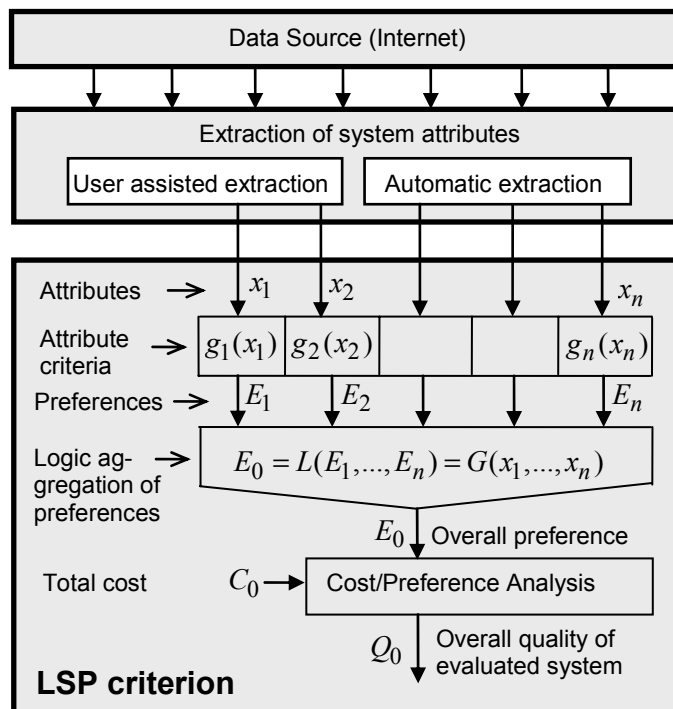 Data Source (Internet)
Extraction of system attributes
User assisted extraction
Automatic extraction
Attributes
x1
x2
xn
Attribute
criteria
g1(x1)
g2(x2)
gn(xn)
Preferences
E1
E2
En
Logic ag-
ggregation of
preferences
E0 = L(E1,...,En) = G(x1,...,xn)
E0
Overall preference
Total cost
C0
Cost/Preference Analysis
Q0
Overall quality of
evaluated system
LSP criterion